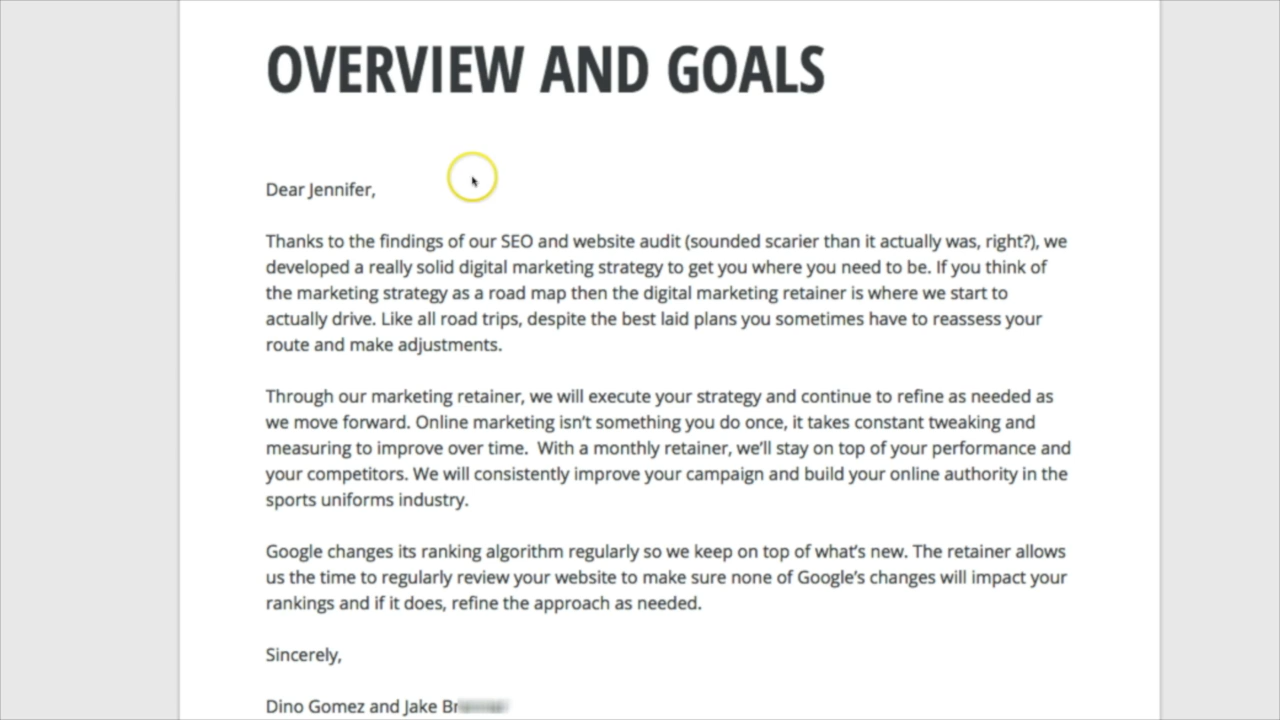 OVERVIEW AND GOALS
Dear Jennifer,
Thanks to the findings of our SEO and website audit (sounded scarier than it actually was, right?), we
developed a really solid digital marketing strategy to get you where you need to be. If you think of
the marketing strategy as a road map then the digital marketing retainer is where we start to
actually drive. Like all road trips, despite the best laid plans you sometimes have to reassess your
route and make adjustments.
Through our marketing retainer, we will execute your strategy and continue to refine as needed as
we move forward. Online marketing isn’t something you do once, it takes constant tweaking and
measuring to improve over time.  With a monthly retainer, we’ll stay on top of your performance and
your competitors. We will consistently improve your campaign and build your online authority in the
sports uniforms industry.
Google changes its ranking algorithm regularly so we keep on top of what’s new. The retainer allows
us the time to regularly review your website to make sure none of Google’s changes will impact your
rankings and if it does, refine the approach as needed.
Sincerely,
Dino Gomez and Jake